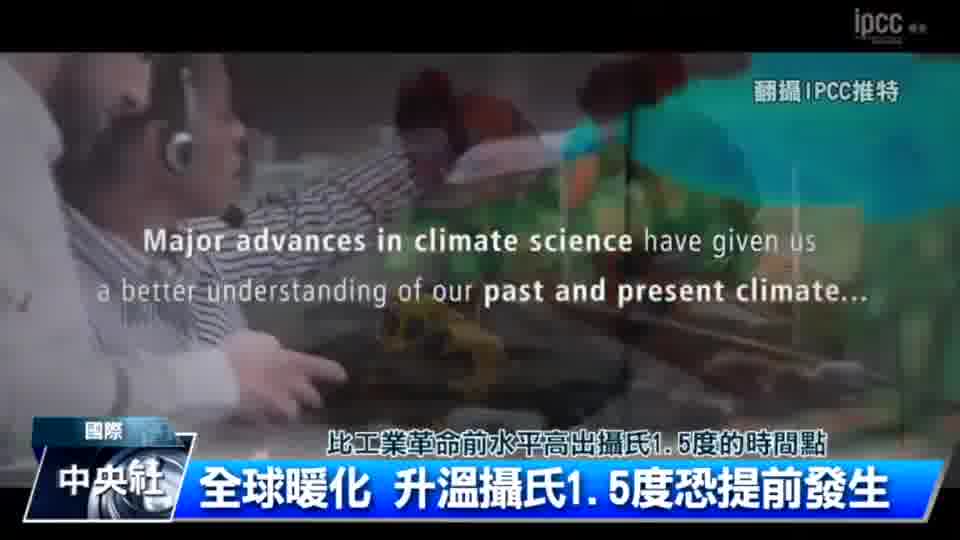 ipcc
翻攝IPCC推特
Major advances in climate science have given us
a better understanding of our past and present climate...
國際
比工業革命前水平高出攝氏1.5度的時間點
中央社
全球暖化 升溫攝氏1.5度恐提前發生